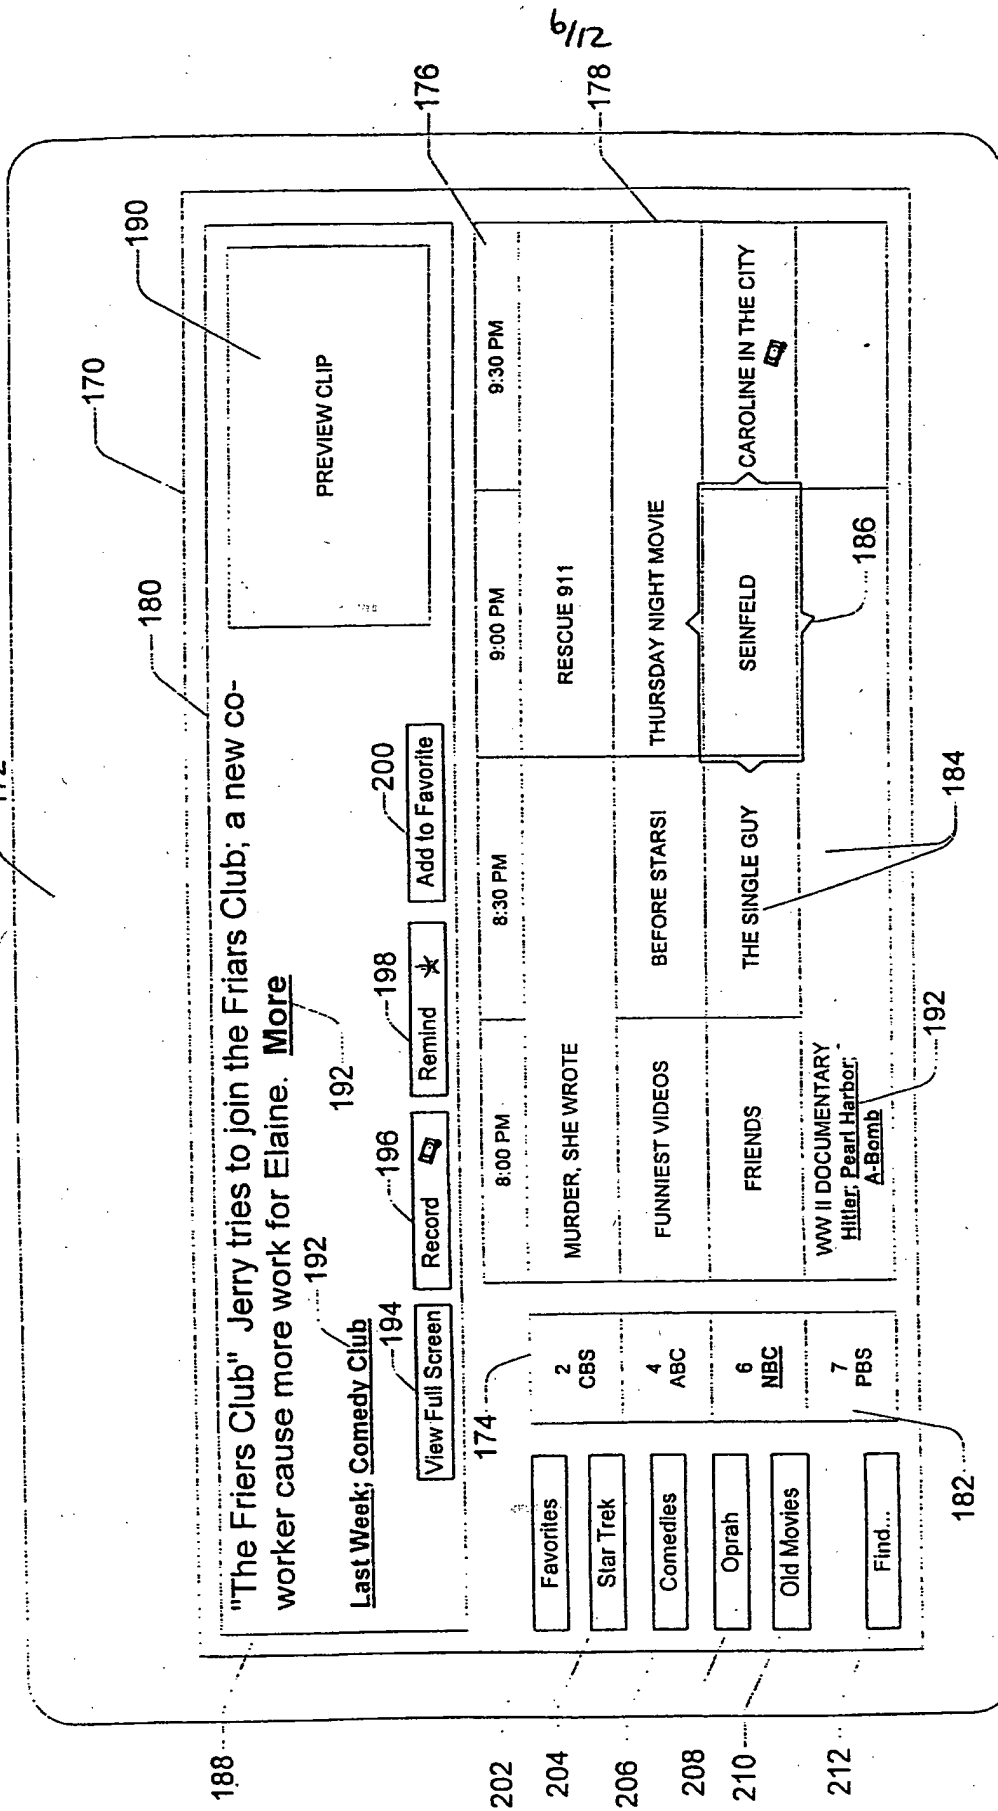 6/12
172
170
180
190
188
"The Friers Club" Jerry tries to join the Friars Club; a new co-
worker cause more work for Elaine. More
192
Last Week; Comedy Club
192
PREVIEW CLIP
194
196
198
200
View Full Screen
Record
Remind
Add to Favorite
176
174
8:00 PM
8:30 PM
9:00 PM
9:30 PM
178
202
Favorites
2
CBS
MURDER, SHE WROTE
RESCUE 911
204
Star Trek
4
ABC
FUNNIEST VIDEOS
BEFORE STARS!
THURSDAY NIGHT MOVIE
206
Comedies
6
NBC
FRIENDS
THE SINGLE GUY
SEINFELD
CAROLINE IN THE CITY
208
Oprah
7
PBS
WW II DOCUMENTARY
Hitler; Pearl Harbor;
A-Bomb
210
Old Movies
212
Find...
182
192
184
186